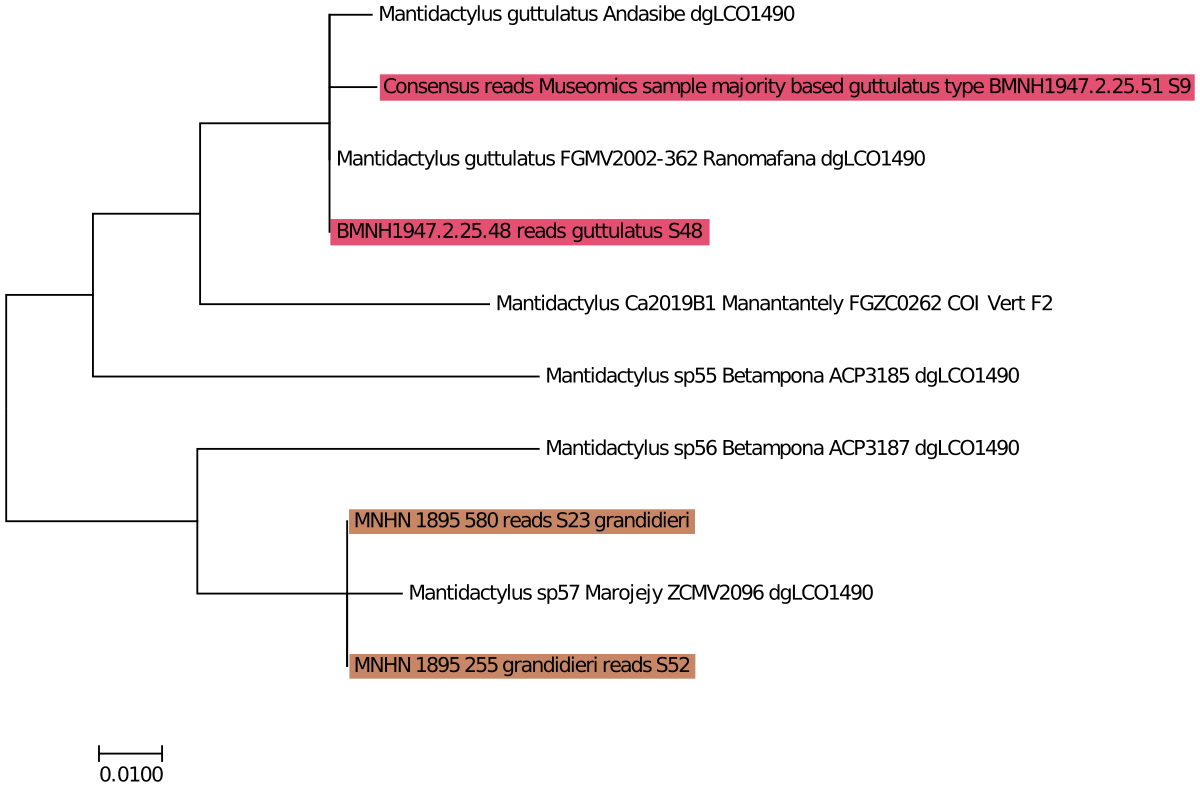 Mantidactylus guttulatus Andasibe dgLCO1490
Consensus reads Museomics sample majority based guttulatus type BMNH1947.2.25.51 S9
Mantidactylus guttulatus FGMV2002-362 Ranomafana dgLCO1490
BMNH1947.2.25.48 reads guttulatus S48
Mantidactylus Ca2019B1 Manantantely FGZC0262 COI Vert F2
Mantidactylus sp55 Betampona ACP3185 dgLCO1490
Mantidactylus sp56 Betampona ACP3187 dgLCO1490
MNHN 1895 580 reads S23 grandidieri
Mantidactylus sp57 Marojejy ZCMV2096 dgLCO1490
MNHN 1895 255 grandidieri reads S52
0.0100